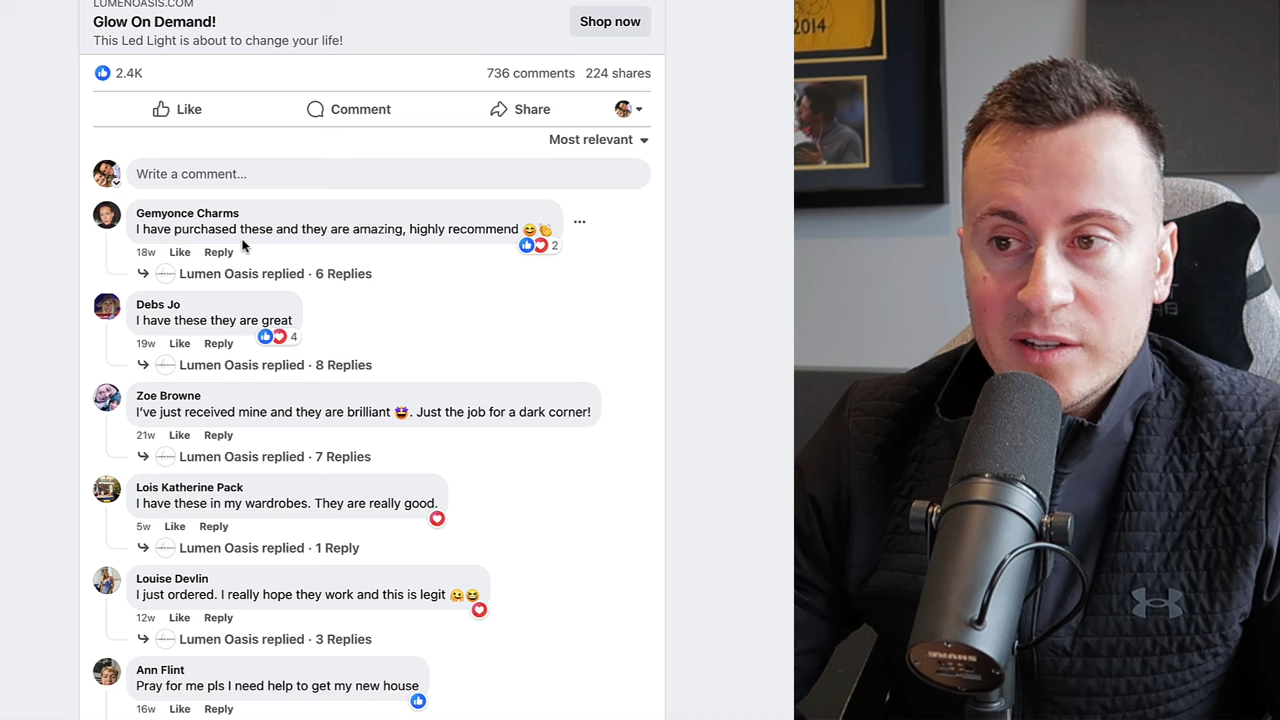 LUMENOASIS.COM
Glow On Demand!
Shop now
This Led Light is about to change your life!
2.4K
736 comments 224 shares
Like
Comment
Share
Most relevant
Write a comment...
Gemyonce Charms
I have purchased these and they are amazing, highly recommend 😄👏
2
18w Like Reply
Lumen Oasis replied · 6 Replies
Debs Jo
I have these they are great
4
19w Like Reply
Lumen Oasis replied · 8 Replies
Zoe Browne
I've just received mine and they are brilliant 🤩. Just the job for a dark corner!
21w Like Reply
Lumen Oasis replied · 7 Replies
Lois Katherine Pack
I have these in my wardrobes. They are really good.
5w Like Reply
Lumen Oasis replied · 1 Reply
Louise Devlin
I just ordered. I really hope they work and this is legit 🤗😆
12w Like Reply
Lumen Oasis replied · 3 Replies
Ann Flint
Pray for me pls I need help to get my new house
16w Like Reply
2014
SHURE